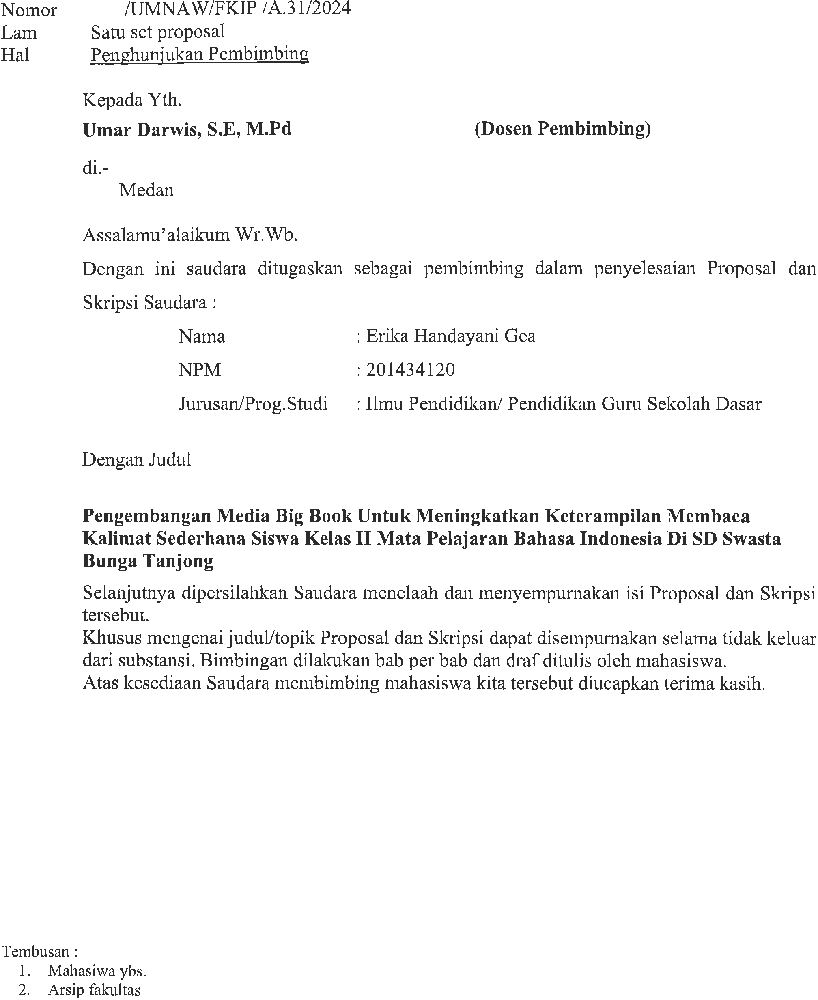 Nomor /UMNAW/FKIP /A.31/2024
Lam Satu set proposal
Hal Penghunjukan Pembimbing
Kepada Yth.
Umar Darwis, S.E, M.Pd (Dosen Pembimbing)
di.-
Medan
Assalamu'alaikum Wr.Wb.
Dengan ini saudara ditugaskan sebagai pembimbing dalam penyelesaian Proposal dan
Skripsi Saudara :
Nama : Erika Handayani Gea
NPM : 201434120
Jurusan/Prog.Studi : Ilmu Pendidikan/ Pendidikan Guru Sekolah Dasar
Dengan Judul
Pengembangan Media Big Book Untuk Meningkatkan Keterampilan Membaca
Kalimat Sederhana Siswa Kelas II Mata Pelajaran Bahasa Indonesia Di SD Swasta
Bunga Tanjong
Selanjutnya dipersilahkan Saudara menelaah dan menyempurnakan isi Proposal dan Skripsi
tersebut.
Khusus mengenai judul/topik Proposal dan Skripsi dapat disempurnakan selama tidak keluar
dari substansi. Bimbingan dilakukan bab per bab dan draf ditulis oleh mahasiswa.
Atas kesediaan Saudara membimbing mahasiswa kita tersebut diucapkan terima kasih.
Tembusan :
1. Mahasiwa ybs.
2. Arsip fakultas